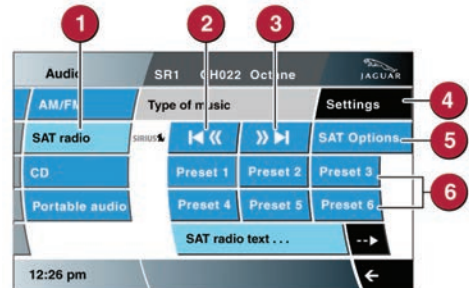 1 2 3
Audio SR1 CH022 Octane JAGUAR
AM/FM Type of music Settings 4
SAT radio SIRIUS |◀ « » ▶| SAT Options 5
CD Preset 1 Preset 2 Preset 3
Portable audio Preset 4 Preset 5 Preset 6 6
SAT radio text . . . - - ▶
12:26 pm